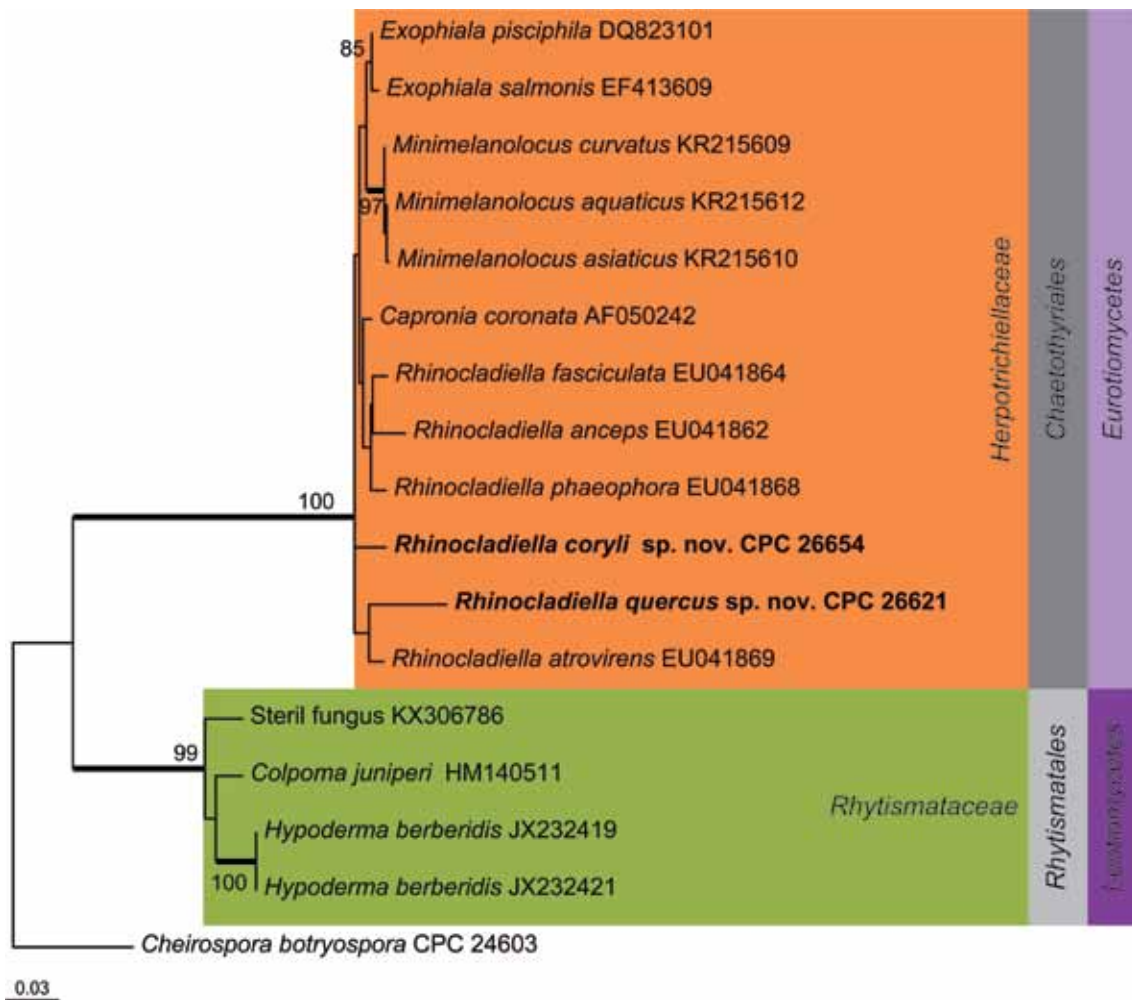 85
Exophiala pisciphila DQ823101
Exophiala salmonis EF413609
Minimelanolocus curvatus KR215609
97
Minimelanolocus aquaticus KR215612
Minimelanolocus asiaticus KR215610
Capronia coronata AF050242
Rhinocladiella fasciculata EU041864
Rhinocladiella anceps EU041862
Rhinocladiella phaeophora EU041868
100
Rhinocladiella coryli sp. nov. CPC 26654
Rhinocladiella quercus sp. nov. CPC 26621
Rhinocladiella atrovirens EU041869
Herpotrichiellaceae
Chaetothyriales
Eurotiomycetes
Steril fungus KX306786
99
Colpoma juniperi HM140511
Hypoderma berberidis JX232419
100
Hypoderma berberidis JX232421
Rhytismataceae
Rhytismatales
Cheirospora botryospora CPC 24603
0.03